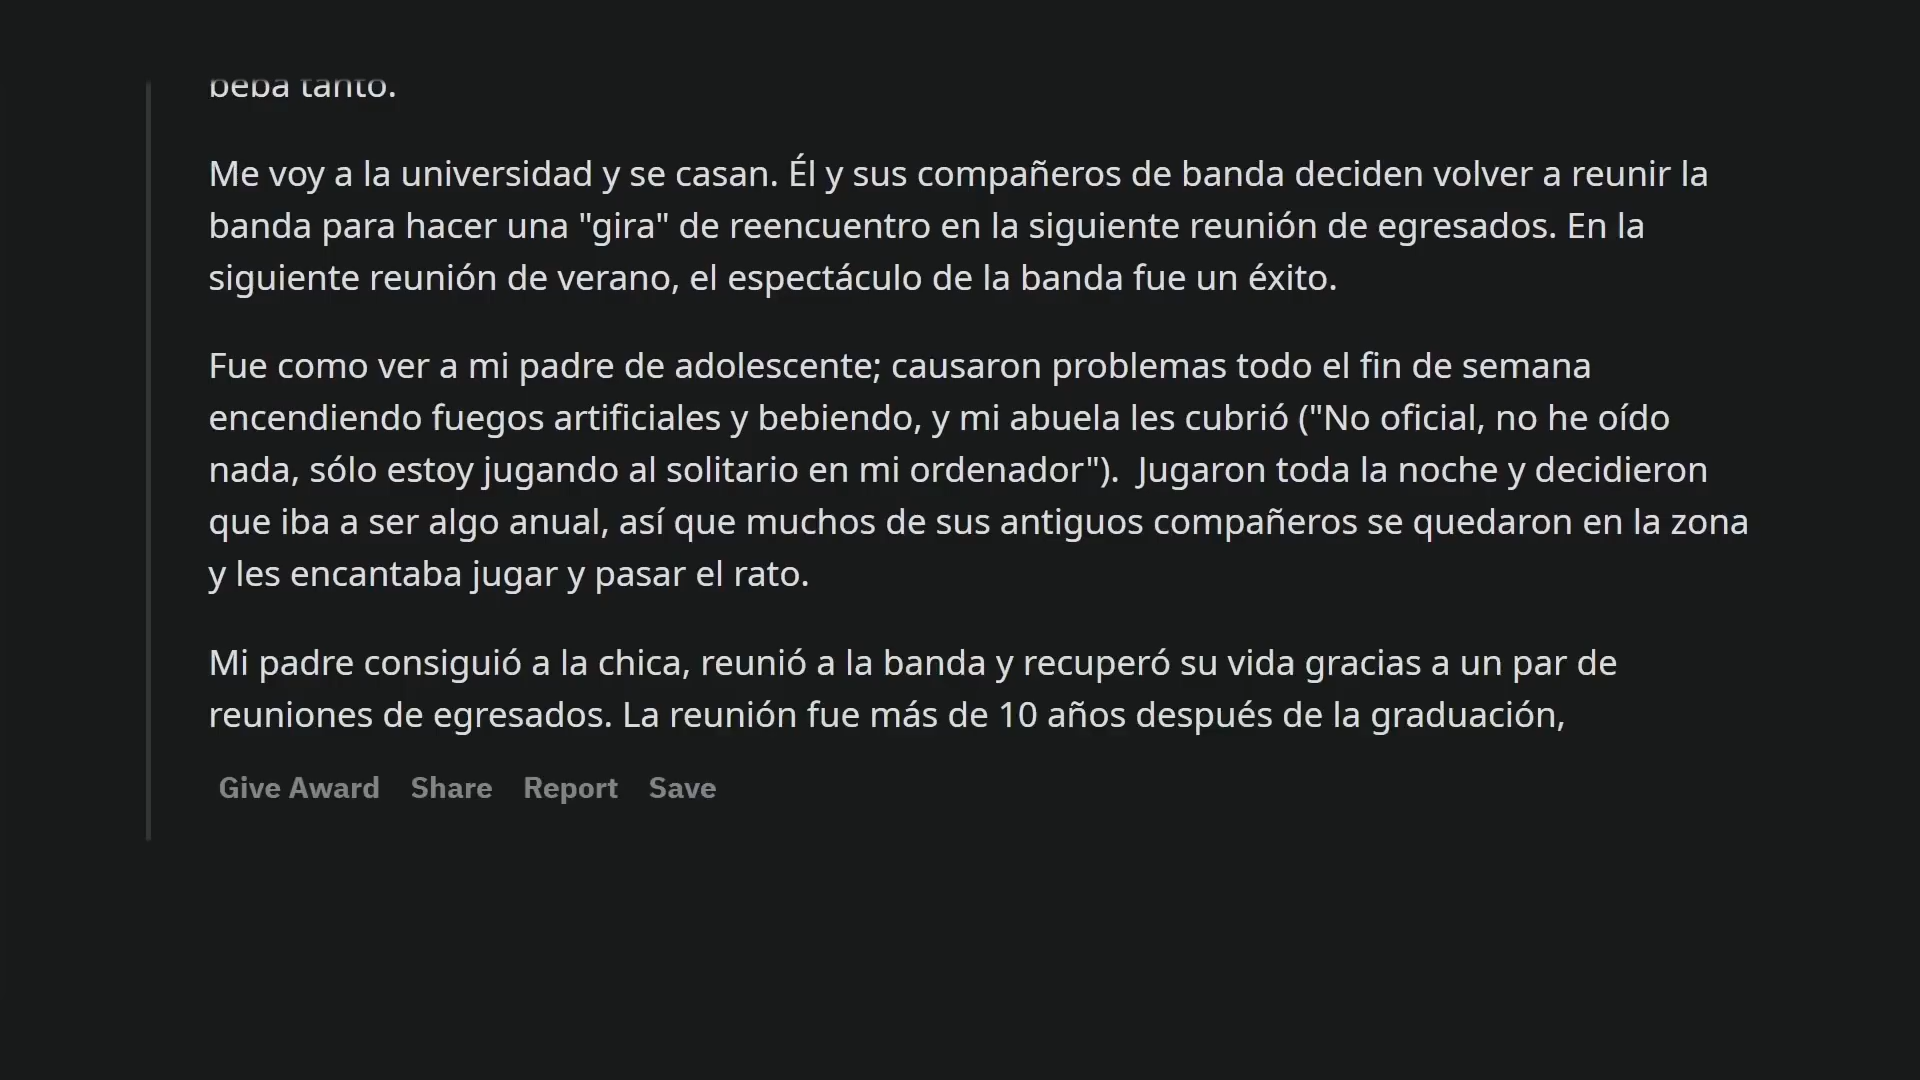 beba tanto.
Me voy a la universidad y se casan. Él y sus compañeros de banda deciden volver a reunir la
banda para hacer una "gira" de reencuentro en la siguiente reunión de egresados. En la
siguiente reunión de verano, el espectáculo de la banda fue un éxito.
Fue como ver a mi padre de adolescente; causaron problemas todo el fin de semana
encendiendo fuegos artificiales y bebiendo, y mi abuela les cubrió ("No oficial, no he oído
nada, sólo estoy jugando al solitario en mi ordenador").  Jugaron toda la noche y decidieron
que iba a ser algo anual, así que muchos de sus antiguos compañeros se quedaron en la zona
y les encantaba jugar y pasar el rato.
Mi padre consiguió a la chica, reunió a la banda y recuperó su vida gracias a un par de
reuniones de egresados. La reunión fue más de 10 años después de la graduación,
Give Award Share Report Save